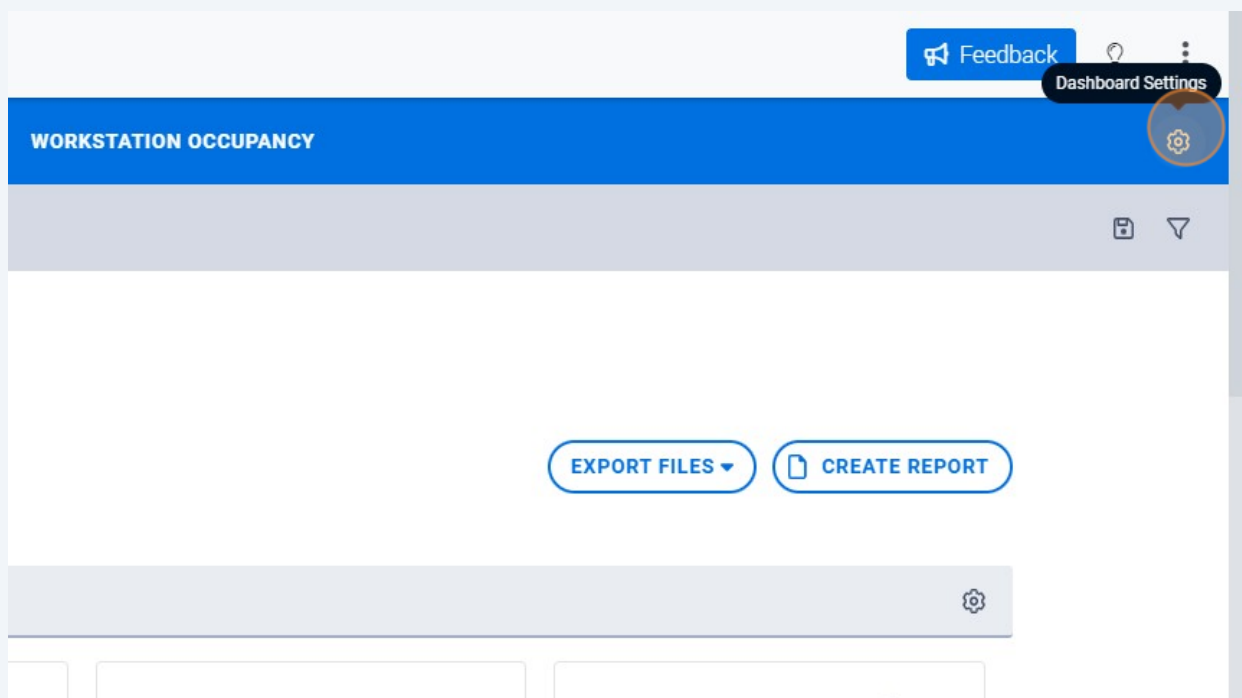 Feedback
Dashboard Settings
WORKSTATION OCCUPANCY
EXPORT FILES
CREATE REPORT